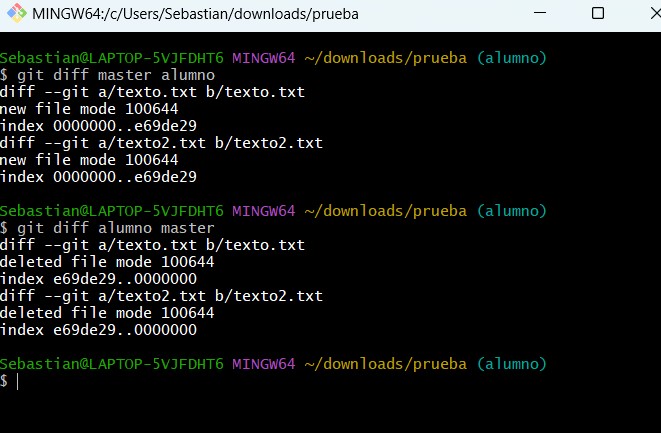 MINGW64:/c/Users/Sebastian/downloads/prueba
Sebastian@LAPTOP-5VJFDHT6 MINGW64 ~/downloads/prueba (alumno)
$ git diff master alumno
diff --git a/texto.txt b/texto.txt
new file mode 100644
index 0000000..e69de29
diff --git a/texto2.txt b/texto2.txt
new file mode 100644
index 0000000..e69de29
Sebastian@LAPTOP-5VJFDHT6 MINGW64 ~/downloads/prueba (alumno)
$ git diff alumno master
diff --git a/texto.txt b/texto.txt
deleted file mode 100644
index e69de29..0000000
diff --git a/texto2.txt b/texto2.txt
deleted file mode 100644
index e69de29..0000000
Sebastian@LAPTOP-5VJFDHT6 MINGW64 ~/downloads/prueba (alumno)
$